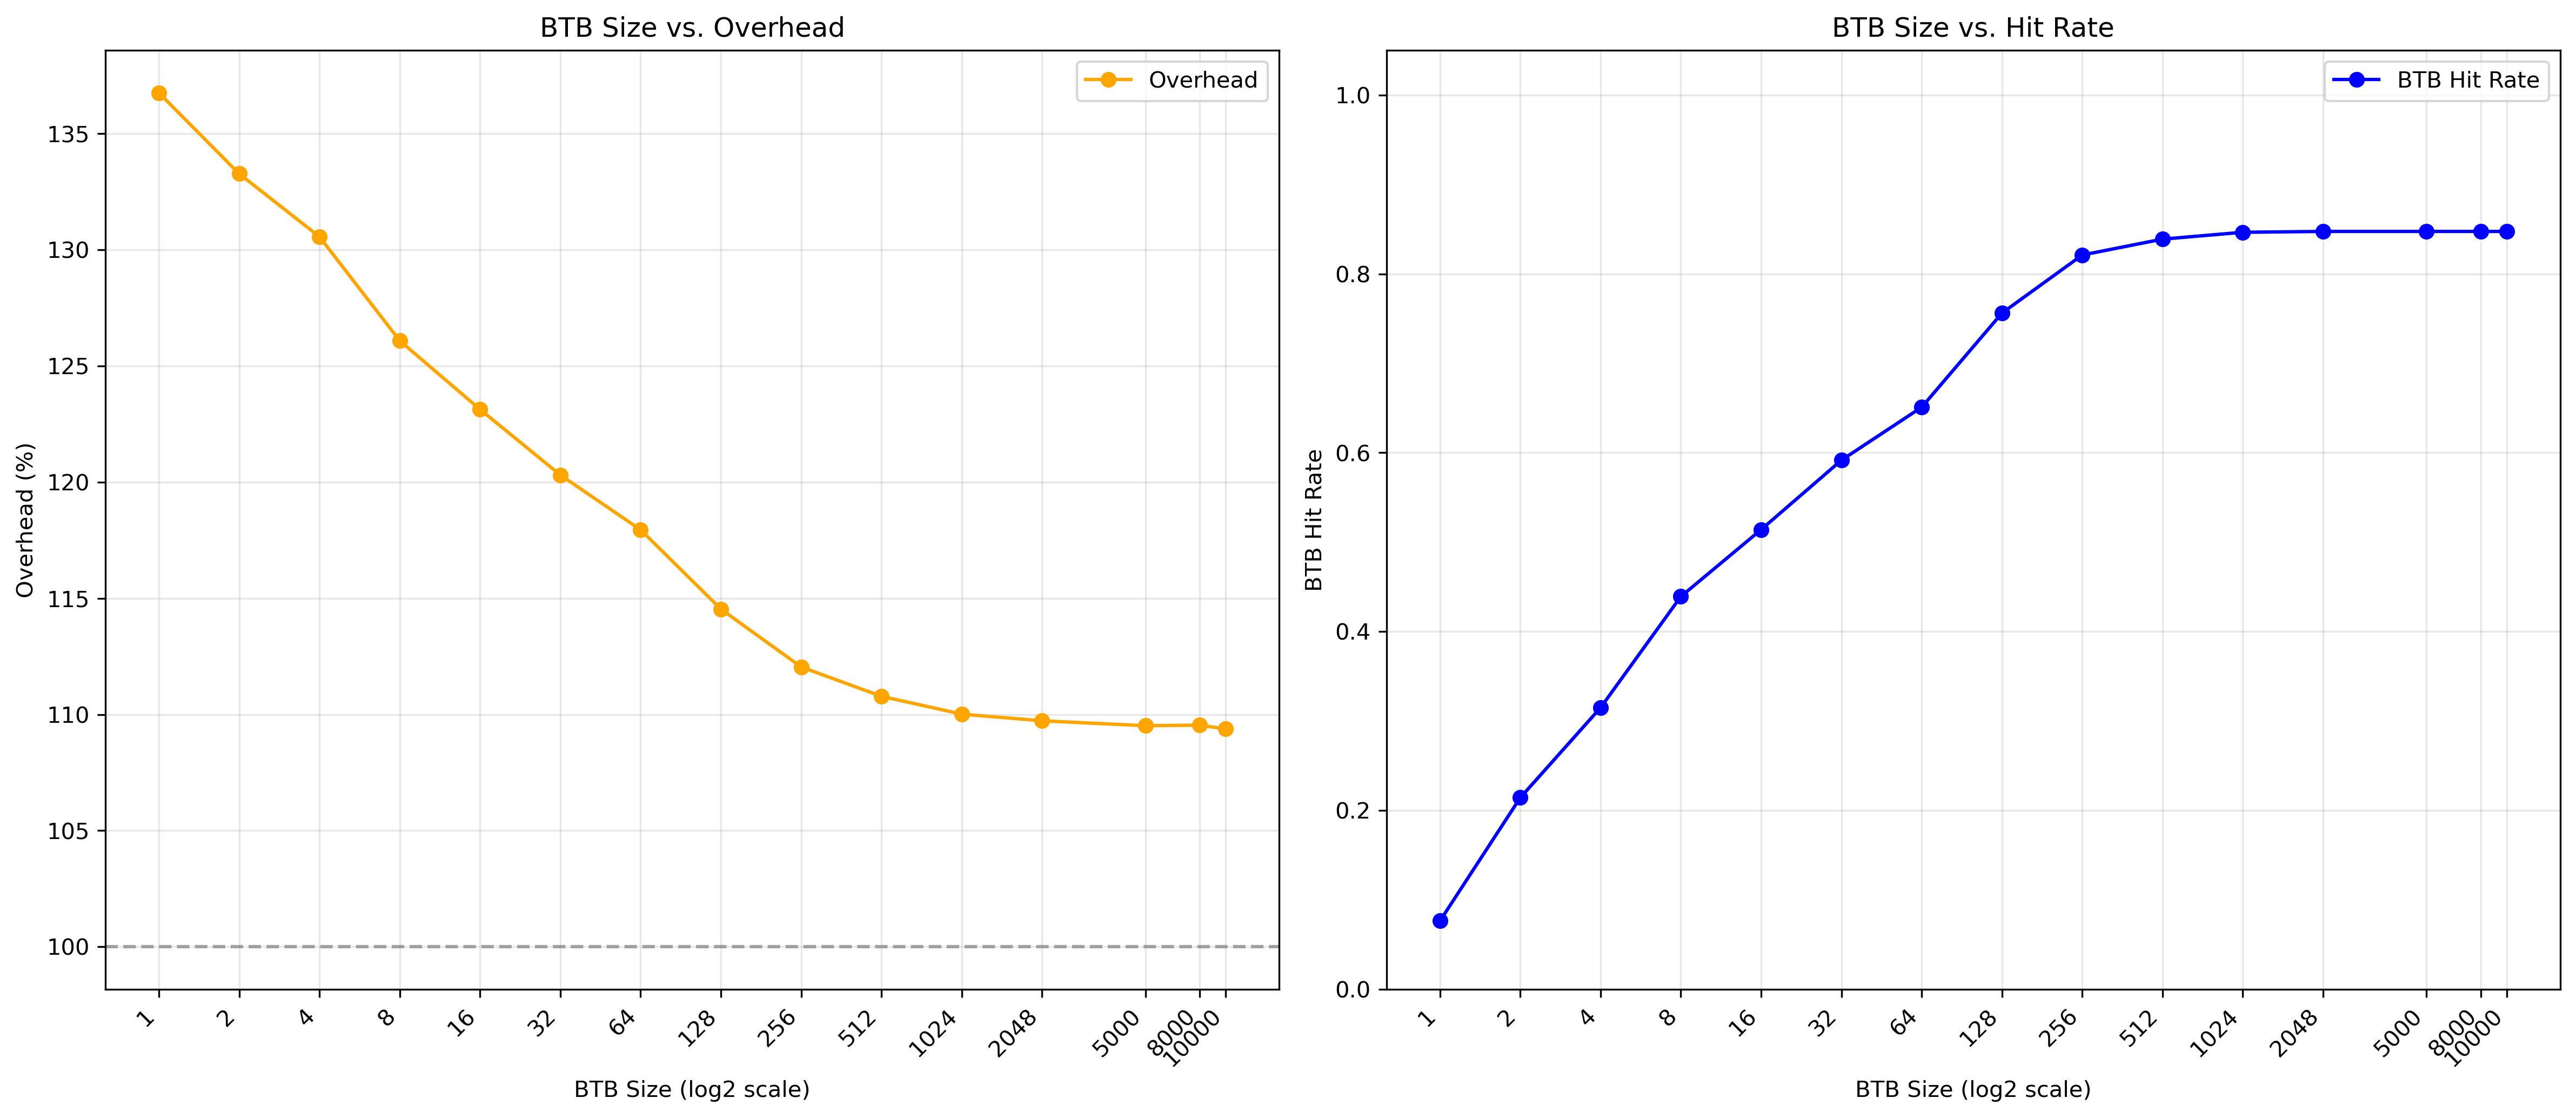 BTB Size vs. Overhead
Overhead
Overhead (%)
135
130
125
120
115
110
105
100
1 2 4 8 16 32 64 128 256 512 1024 2048 5000 8000 10000
BTB Size (log2 scale)
BTB Size vs. Hit Rate
BTB Hit Rate
BTB Hit Rate
1.0
0.8
0.6
0.4
0.2
0.0
1 2 4 8 16 32 64 128 256 512 1024 2048 5000 8000 10000
BTB Size (log2 scale)